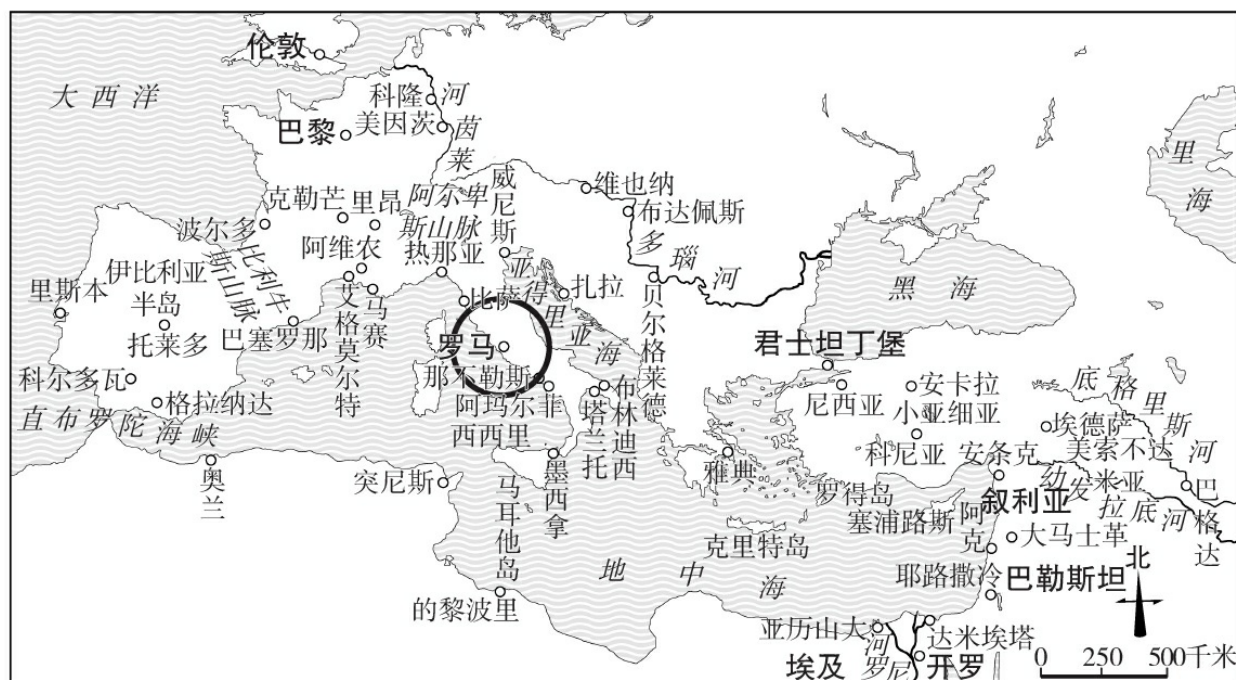 伦敦
大西洋
科隆
美因茨
莱茵河
巴黎
里海
克勒芒
里昂
阿尔卑斯山脉
威尼斯
维也纳
布达佩斯
多瑙河
波尔多
比利牛斯山脉
阿维农
热那亚
亚得里亚海
扎拉
黑海
里斯本
伊比利亚半岛
托莱多
巴塞罗那
艾格莫尔特
马赛
比萨
罗马
贝尔格莱德
君士坦丁堡
科尔多瓦
格拉纳达
直布罗陀海峡
那不勒斯
阿玛尔菲
西西里
塔兰托
布林迪西
尼西亚
安卡拉
小亚细亚
科尼亚
底格里斯河
埃德萨
美索不达米亚
安条克
幼发拉底河
巴格达
奥兰
突尼斯
马耳他岛
墨西拿
雅典
罗得岛
塞浦路斯
叙利亚
阿克
大马士革
克里特岛
地中海
耶路撒冷
巴勒斯坦
北
的黎波里
亚历山大
达米埃塔
埃及
尼罗河
开罗
0 250 500千米